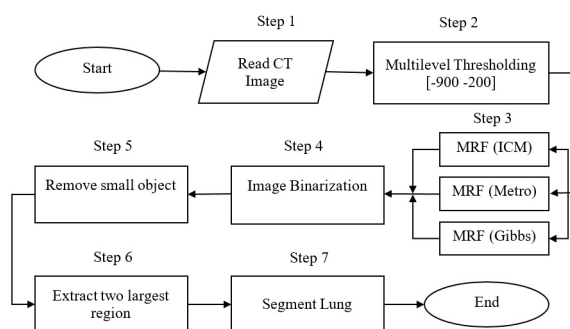 Step 1
Step 2
Start
Read CT
Image
Multilevel Thresholding
[-900 -200]
Step 3
MRF (ICM)
MRF (Metro)
MRF (Gibbs)
Step 4
Image Binarization
Step 5
Remove small object
Step 6
Extract two largest
region
Step 7
Segment Lung
End